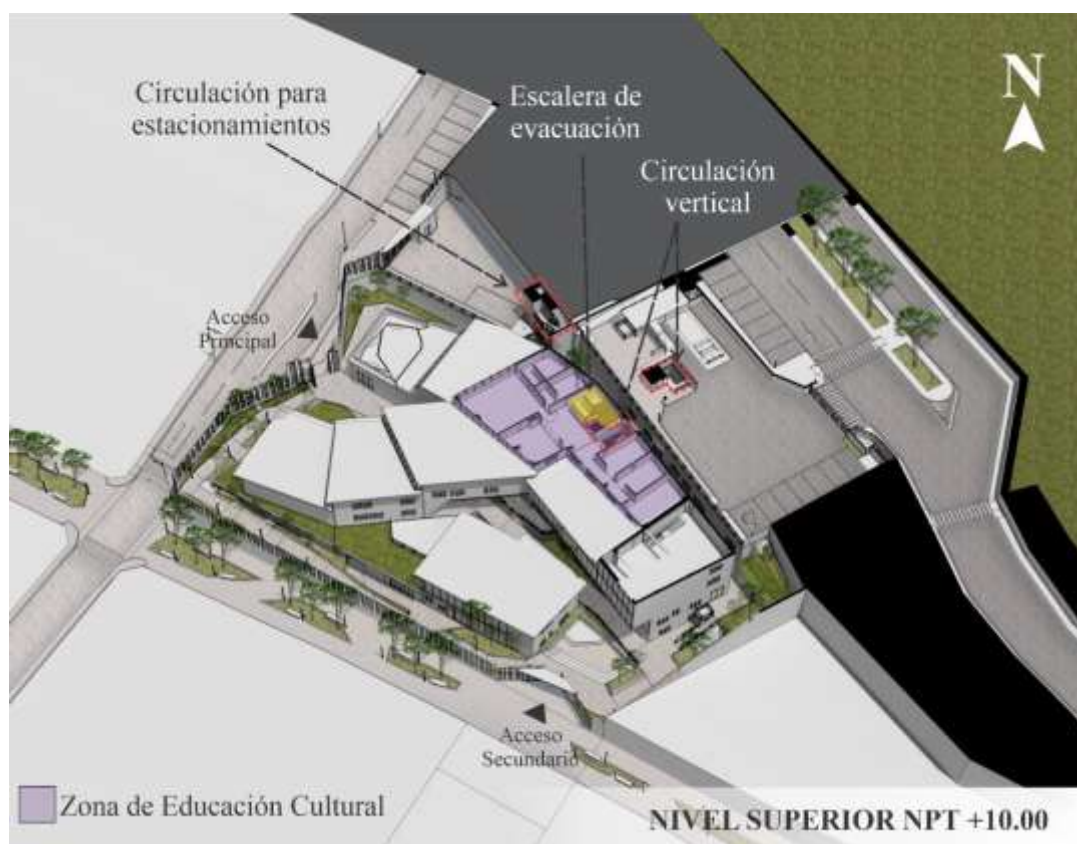 Circulación para
estacionamientos
Escalera de
evacuación
Circulación
vertical
N
Acceso
Principal
Acceso
Secundario
Zona de Educación Cultural
NIVEL SUPERIOR NPT +10.00